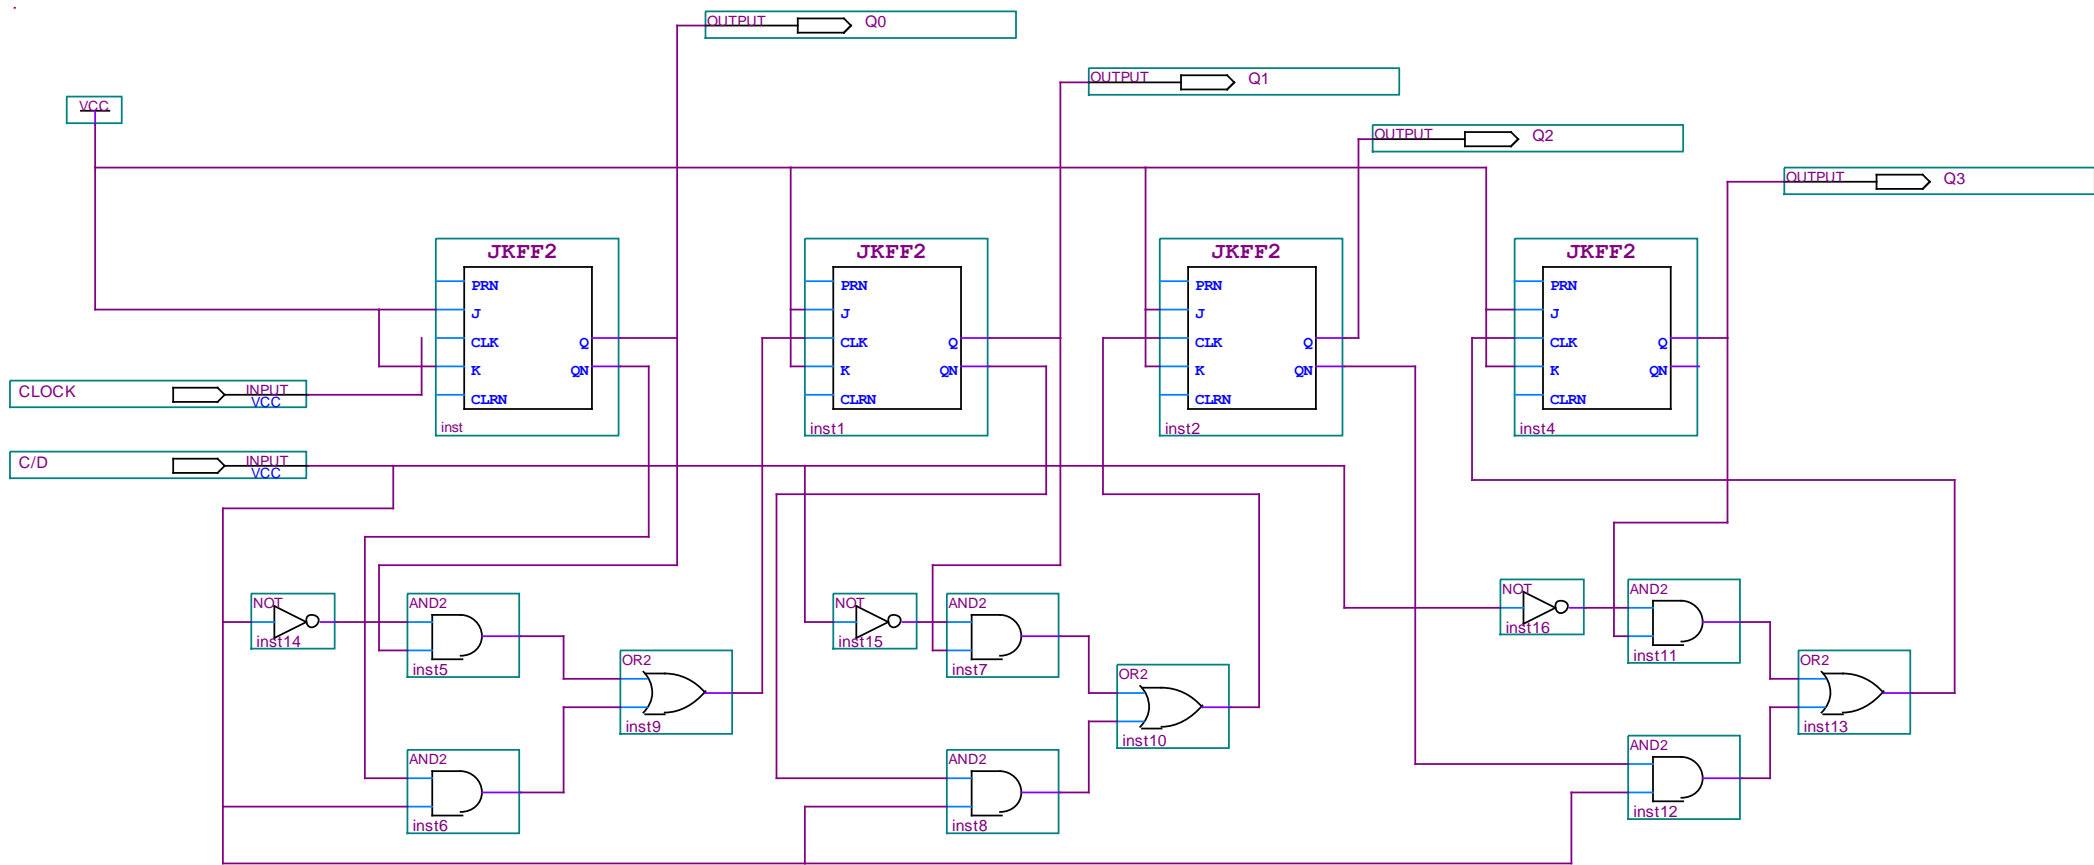 OUTPUT Q0
OUTPUT Q1
VCC
OUTPUT Q2
OUTPUT Q3
JKFF2
PRN
J
CLK
K
CLRN
Q
QN
inst
JKFF2
PRN
J
CLK
K
CLRN
Q
QN
inst1
JKFF2
PRN
J
CLK
K
CLRN
Q
QN
inst2
JKFF2
PRN
J
CLK
K
CLRN
Q
QN
inst4
CLOCK INPUT
VCC
C/D INPUT
VCC
NOT
inst14
AND2
inst5
OR2
inst9
AND2
inst6
NOT
inst15
AND2
inst7
OR2
inst10
AND2
inst8
NOT
inst16
AND2
inst11
OR2
inst13
AND2
inst12